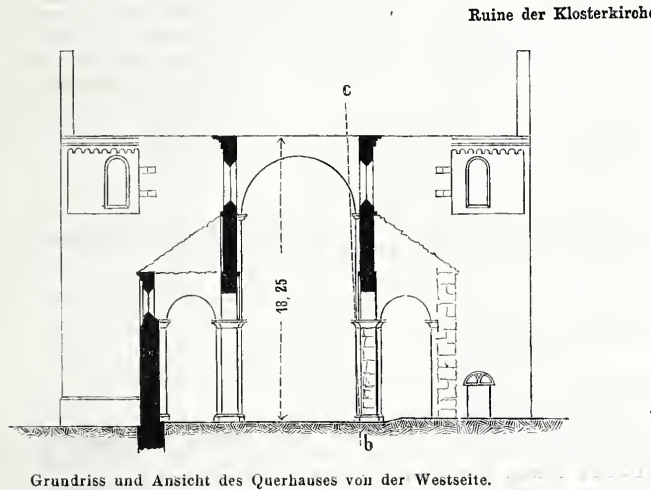 Ruine der Klosterkirche
c
18,25
b
Grundriss und Ansicht des Querhauses von der Westseite.